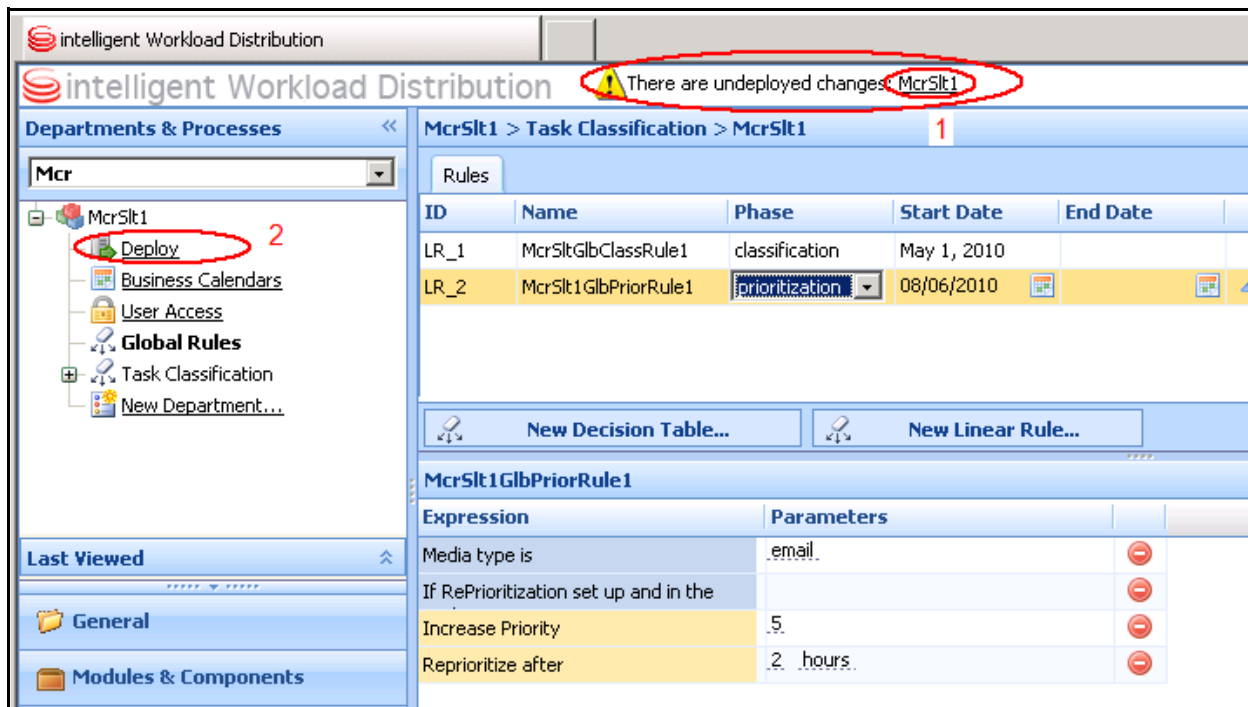 intelligent Workload Distribution
intelligent Workload Distribution
There are undeployed changes: McrSlt1
1
Departments & Processes
Mcr
McrSlt1
Deploy
2
Business Calendars
User Access
Global Rules
Task Classification
New Department...
Last Viewed
General
Modules & Components
McrSlt1 > Task Classification > McrSlt1
Rules
ID Name Phase Start Date End Date
LR_1 McrSltGlbClassRule1 classification May 1, 2010
LR_2 McrSlt1GlbPriorRule1 prioritization 08/06/2010
New Decision Table... New Linear Rule...
McrSlt1GlbPriorRule1
Expression Parameters
Media type is email
If RePrioritization set up and in the
Increase Priority 5
Reprioritize after 2 hours